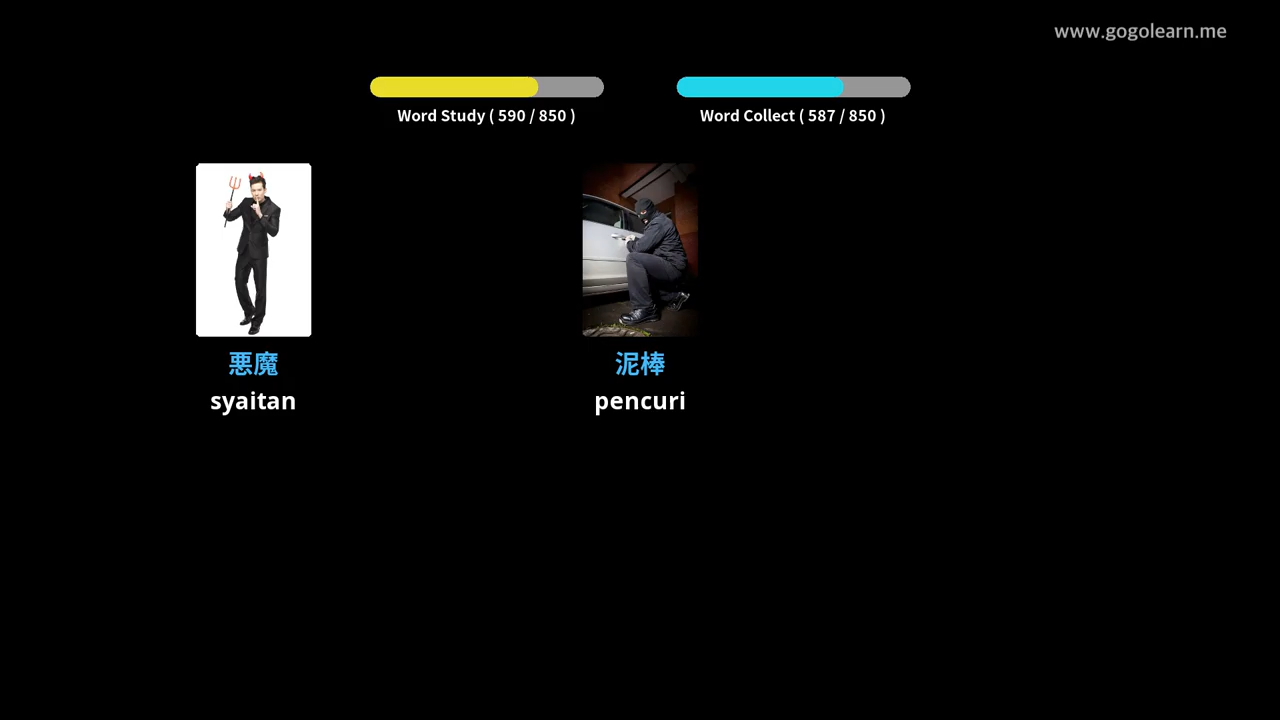 www.gogolearn.me
Word Study ( 590 / 850 )
Word Collect ( 587 / 850 )
悪魔
syaitan
泥棒
pencuri